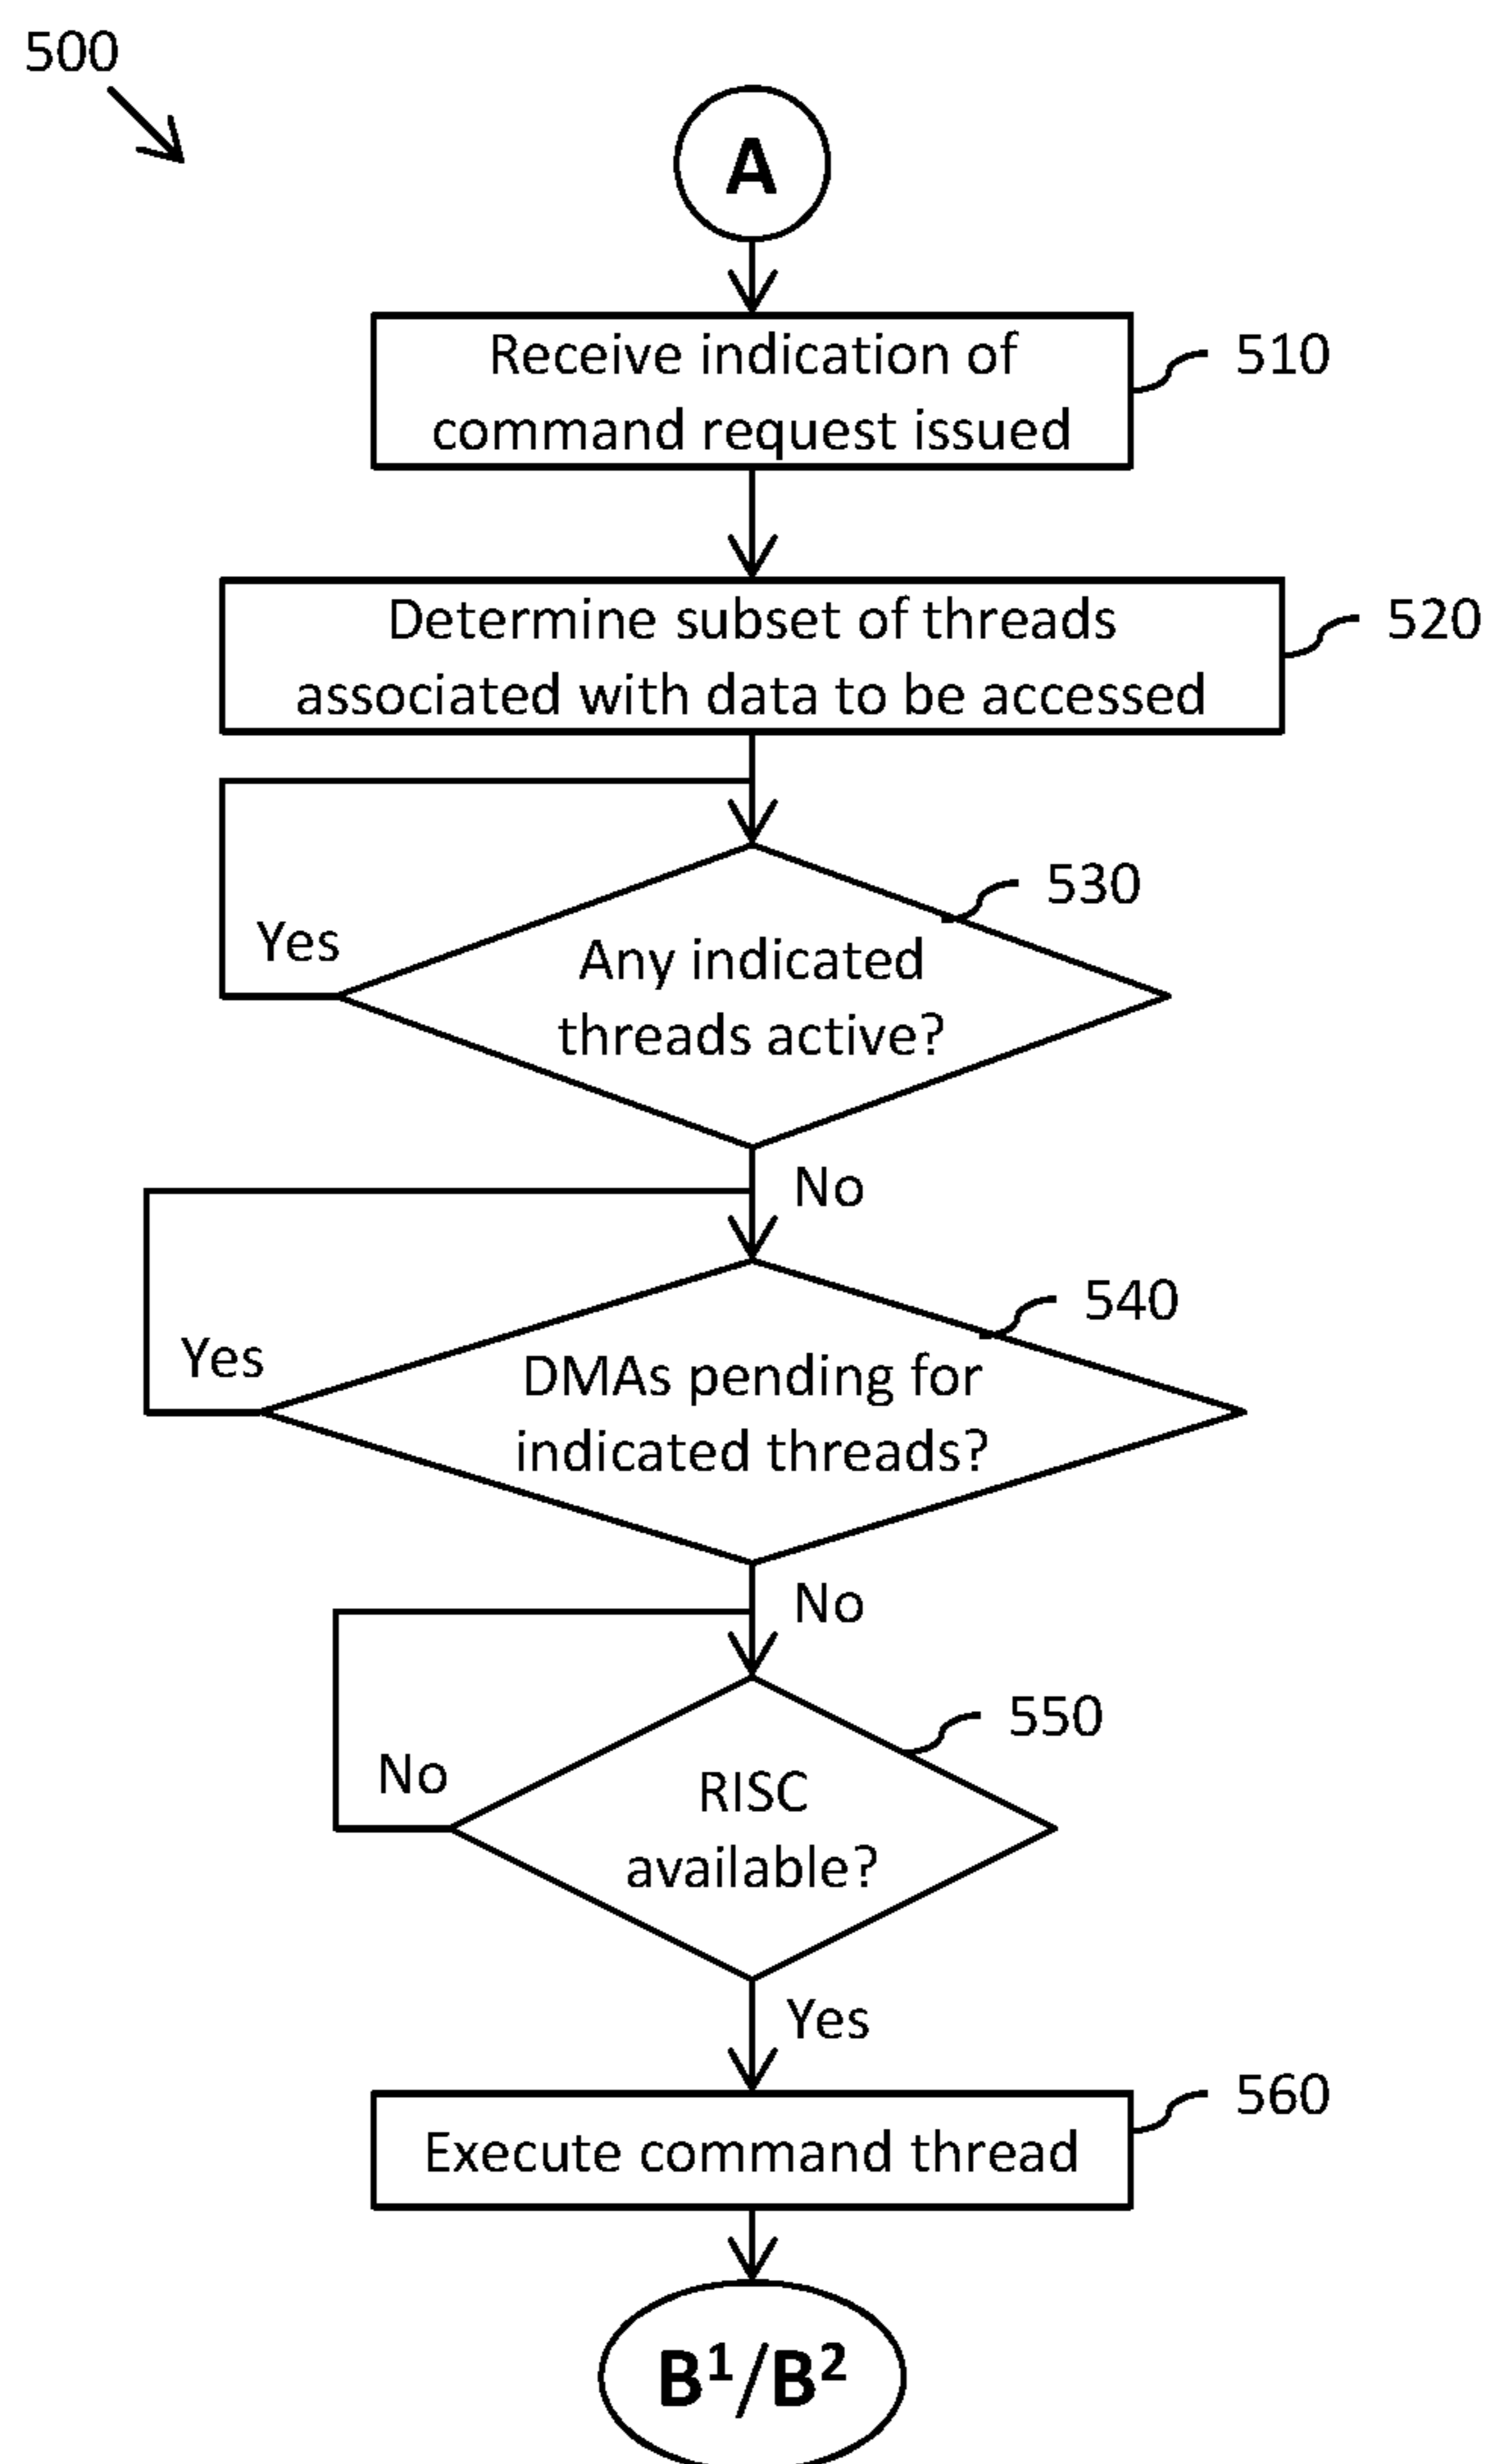 500
A
Receive indication of
command request issued
510
Determine subset of threads
associated with data to be accessed
520
530
Yes
Any indicated
threads active?
No
540
Yes
DMAs pending for
indicated threads?
No
550
No
RISC
available?
Yes
560
Execute command thread
B¹/B²